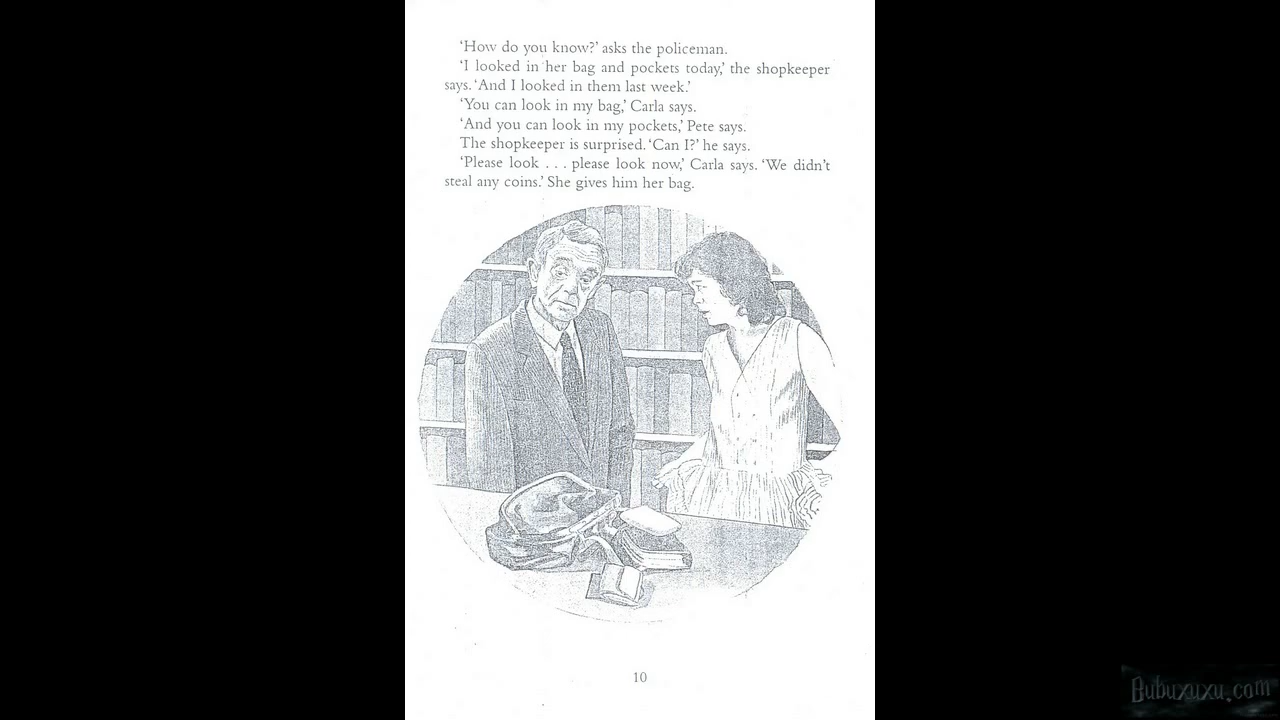 ‘How do you know?’ asks the policeman.
‘I looked in her bag and pockets today,’ the shopkeeper
says. ‘And I looked in them last week.’
‘You can look in my bag,’ Carla says.
‘And you can look in my pockets,’ Pete says.
The shopkeeper is surprised. ‘Can I?’ he says.
‘Please look . . . please look now,’ Carla says. ‘We didn’t
steal any coins.’ She gives him her bag.
10
Bubuxuxu.com